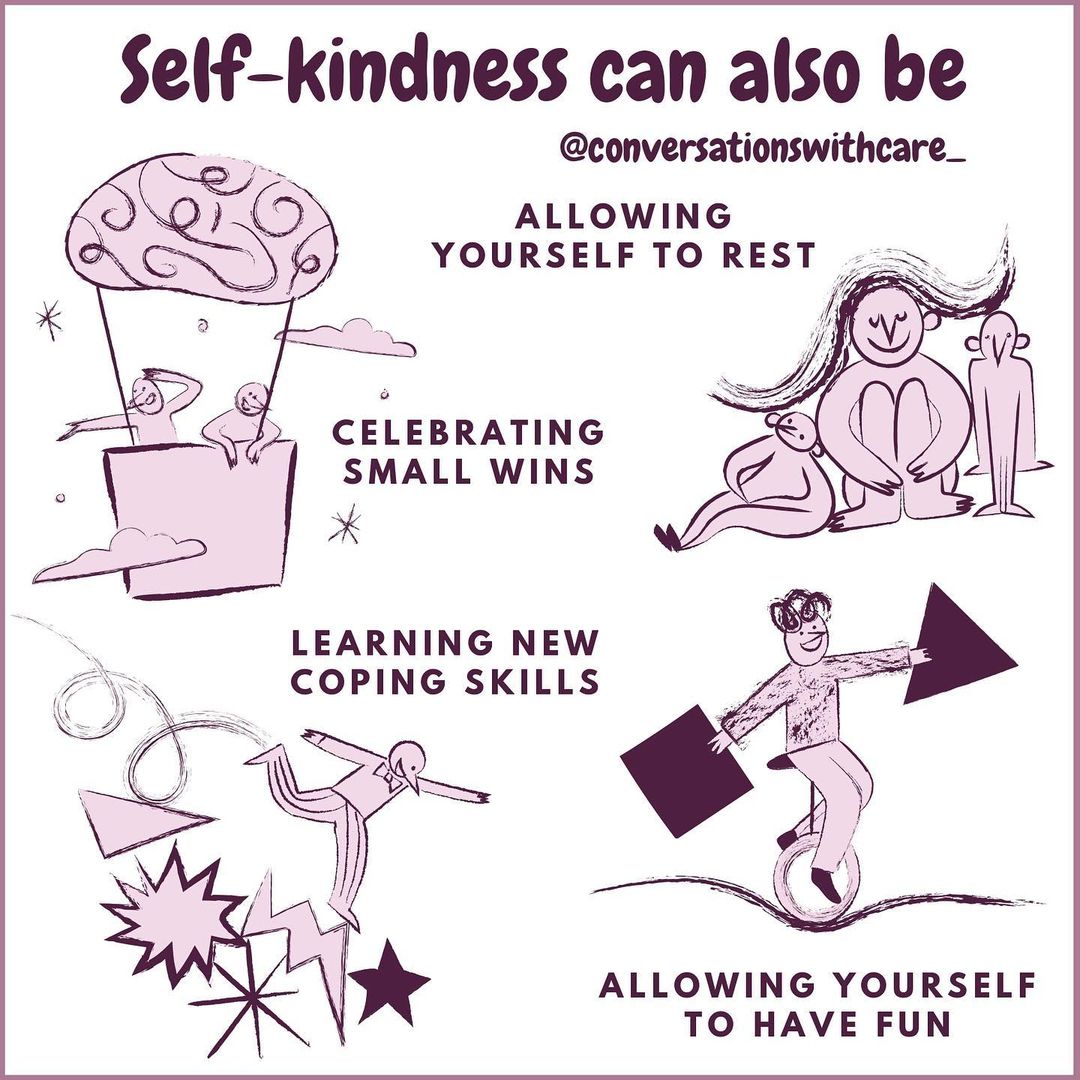 Self-kindness can also be
@conversationswithcare_
ALLOWING
YOURSELF TO REST
CELEBRATING
SMALL WINS
LEARNING NEW
COPING SKILLS
ALLOWING YOURSELF
TO HAVE FUN